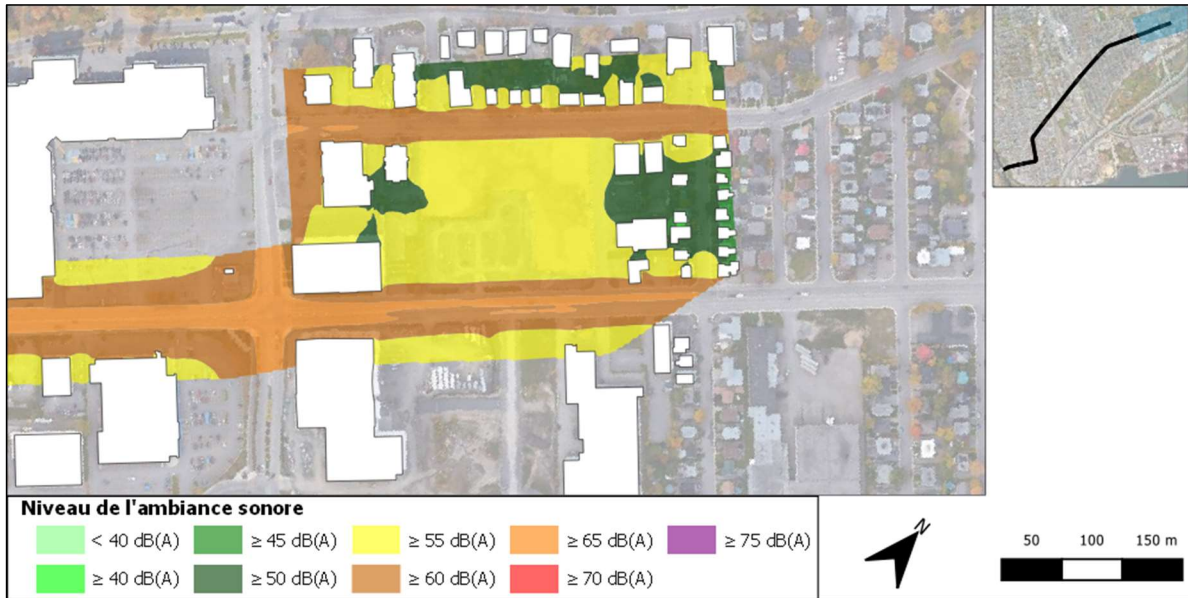 Niveau de l'ambiance sonore
< 40 dB(A) ≥ 45 dB(A) ≥ 55 dB(A) ≥ 65 dB(A) ≥ 75 dB(A)
≥ 40 dB(A) ≥ 50 dB(A) ≥ 60 dB(A) ≥ 70 dB(A)
N
50 100 150 m